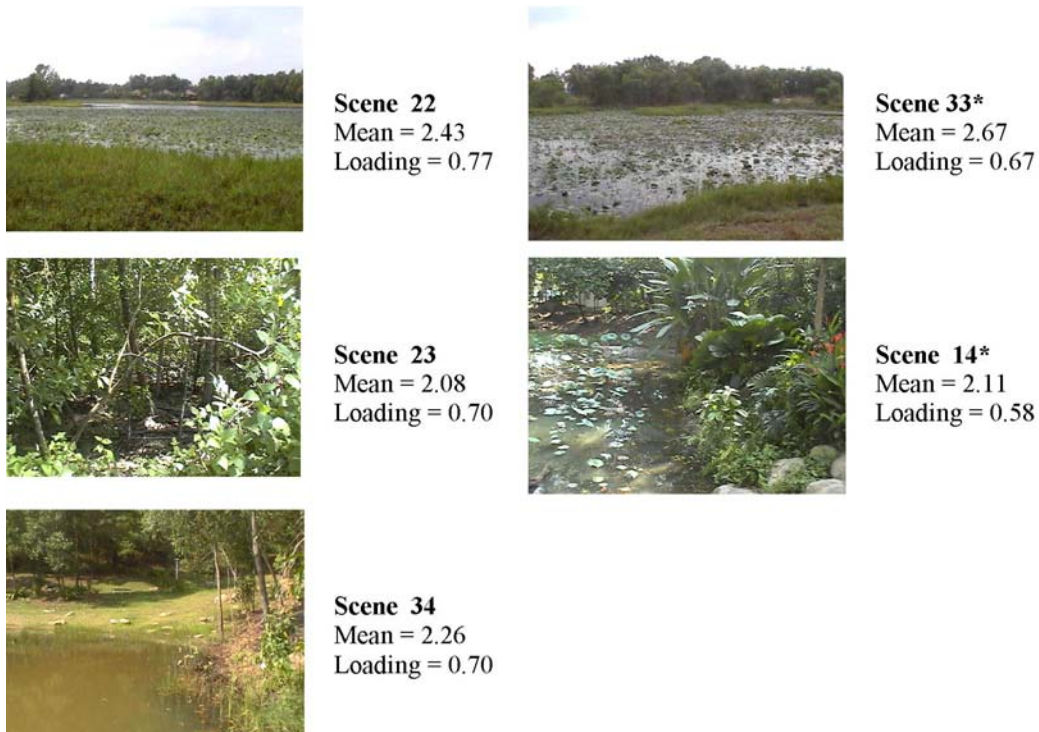 Scene 22
Mean = 2.43
Loading = 0.77
Scene 33*
Mean = 2.67
Loading = 0.67
Scene 23
Mean = 2.08
Loading = 0.70
Scene 14*
Mean = 2.11
Loading = 0.58
Scene 34
Mean = 2.26
Loading = 0.70